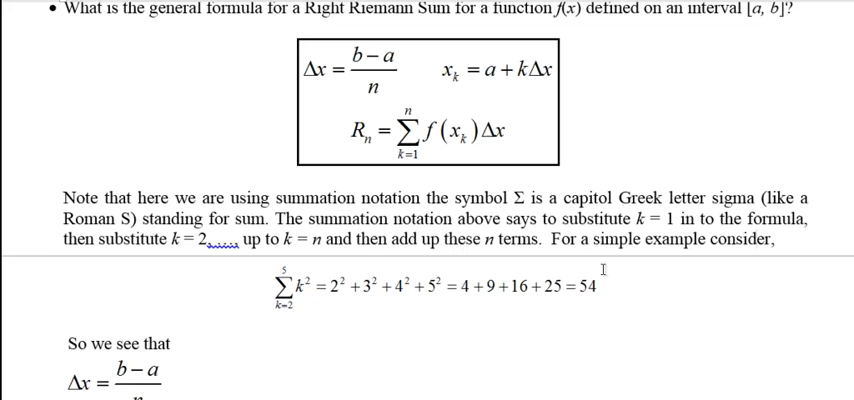 • What is the general formula for a Right Riemann Sum for a function f(x) defined on an interval [a, b]?
Δx = (b − a)/n    x_k = a + kΔx
R_n = ∑_{k=1}^{n} f(x_k)Δx
Note that here we are using summation notation the symbol Σ is a capitol Greek letter sigma (like a
Roman S) standing for sum. The summation notation above says to substitute k = 1 in to the formula,
then substitute k = 2,...... up to k = n and then add up these n terms. For a simple example consider,
∑_{k=2}^{5} k² = 2² + 3² + 4² + 5² = 4 + 9 + 16 + 25 = 54
So we see that
Δx = (b − a)/n